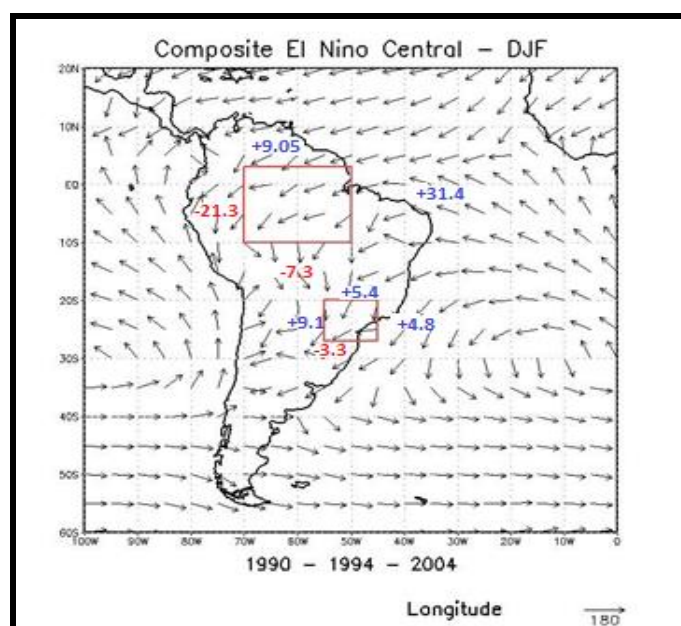 Composite El Nino Central - DJF
20N
10N
+9.05
EQ
+31.4
-21.3
10S
-7.3
20S
+5.4
+9.1
+4.8
-3.3
30S
40S
50S
60S
100W 90W 80W 70W 60W 50W 40W 30W 20W 10W 0
1990 - 1994 - 2004
Longitude
180